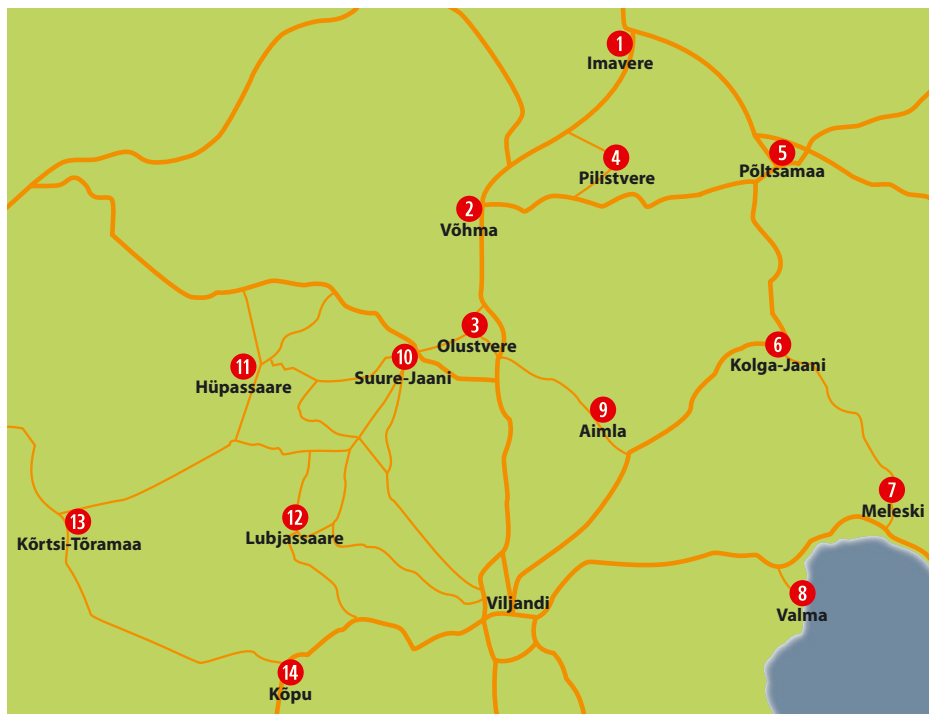 1
Imavere
4
Pilistvere
5
Põltsamaa
2
Võhma
3
Olustvere
6
Kolga-Jaani
10
Suure-Jaani
11
Hüpassaare
9
Aimla
7
Meleski
12
Lubjassaare
13
Kõrtsi-Tõramaa
8
Valma
Viljandi
14
Kõpu